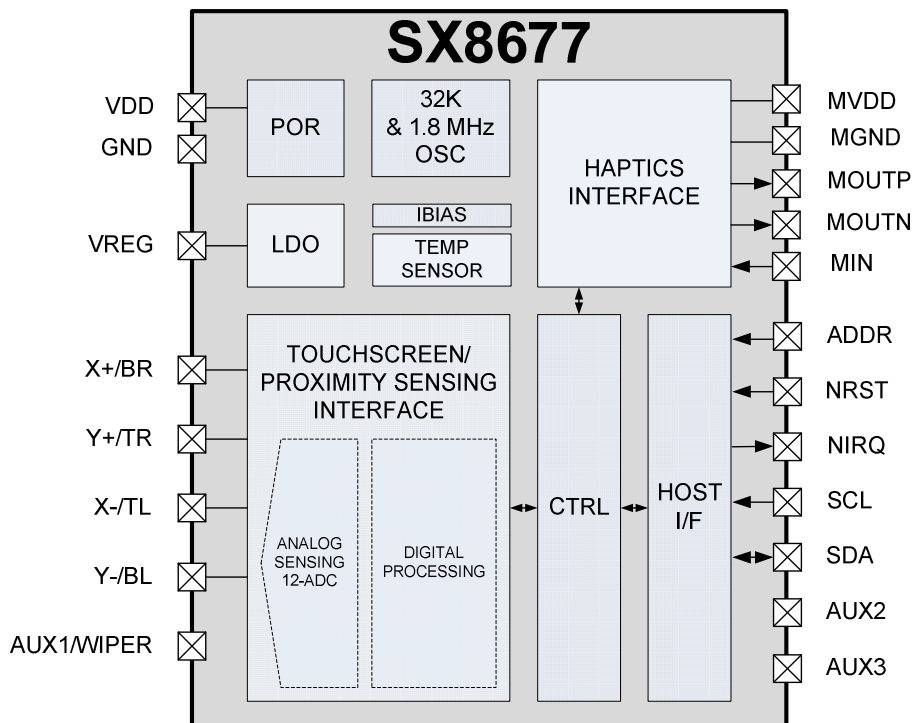 SX8677
VDD
GND
VREG
X+/BR
Y+/TR
X-/TL
Y-/BL
AUX1/WIPER
POR
32K
& 1.8 MHz
OSC
LDO
IBIAS
TEMP
SENSOR
HAPTICS
INTERFACE
TOUCHSCREEN/
PROXIMITY SENSING
INTERFACE
ANALOG
SENSING
12-ADC
DIGITAL
PROCESSING
CTRL
HOST
I/F
MVDD
MGND
MOUTP
MOUTN
MIN
ADDR
NRST
NIRQ
SCL
SDA
AUX2
AUX3